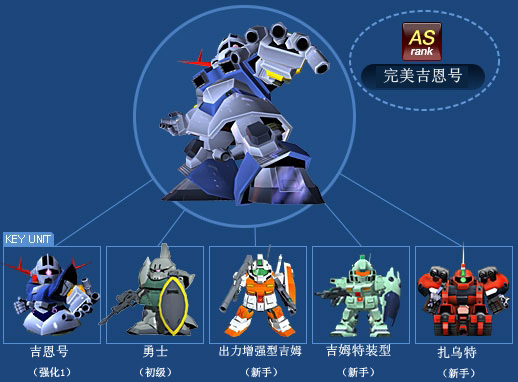 AS
rank
完美吉恩号
KEY UNIT
吉恩号
（强化1）
勇士
（初级）
出力增强型吉姆
（新手）
吉姆特装型
（新手）
扎乌特
（新手）